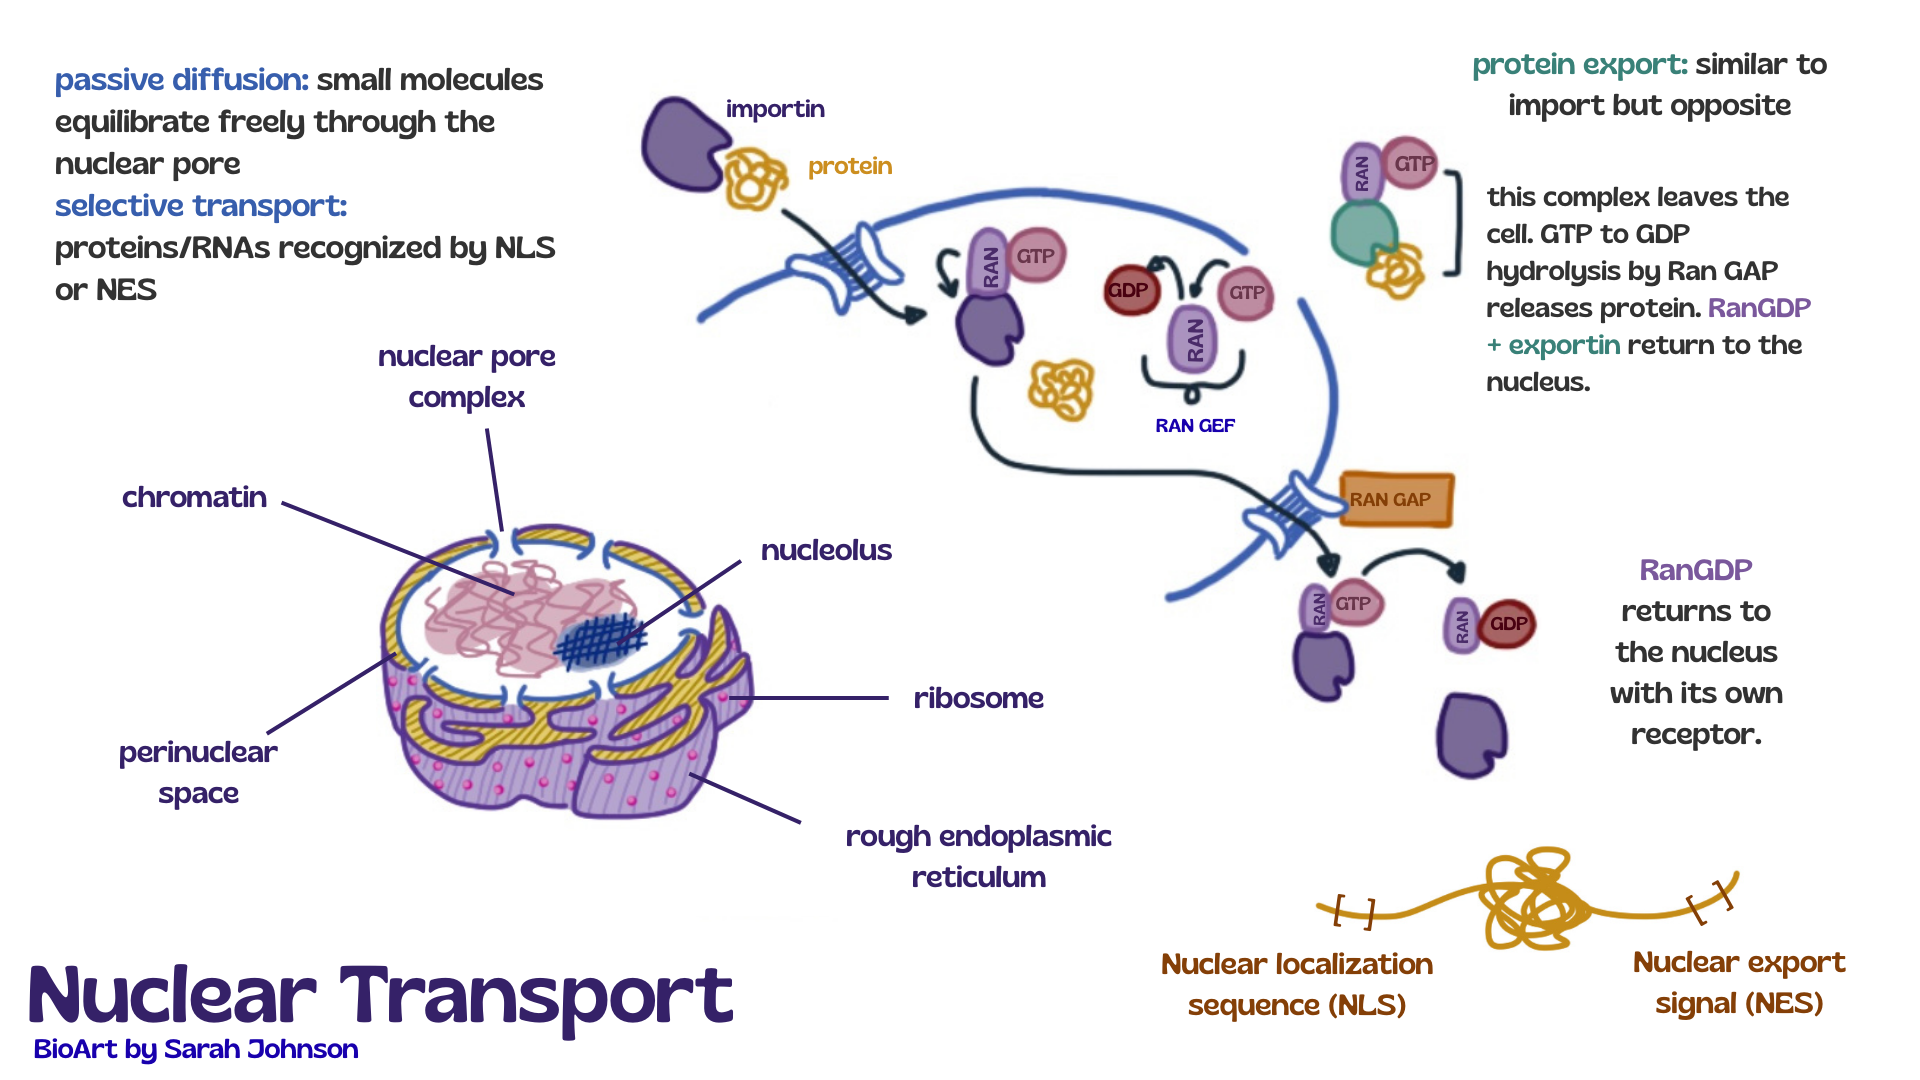 passive diffusion: small molecules
equilibrate freely through the
nuclear pore
selective transport:
proteins/RNAs recognized by NLS
or NES
importin
protein
RAN
GTP
GDP
GTP
RAN
RAN GEF
protein export: similar to
import but opposite
RAN
GTP
this complex leaves the
cell. GTP to GDP
hydrolysis by Ran GAP
releases protein. RanGDP
+ exportin return to the
nucleus.
nuclear pore
complex
chromatin
nucleolus
perinuclear
space
ribosome
rough endoplasmic
reticulum
RAN GAP
RAN
GTP
RAN
GDP
RanGDP
returns to
the nucleus
with its own
receptor.
[ ]
[ ]
Nuclear localization
sequence (NLS)
Nuclear export
signal (NES)
Nuclear Transport
BioArt by Sarah Johnson